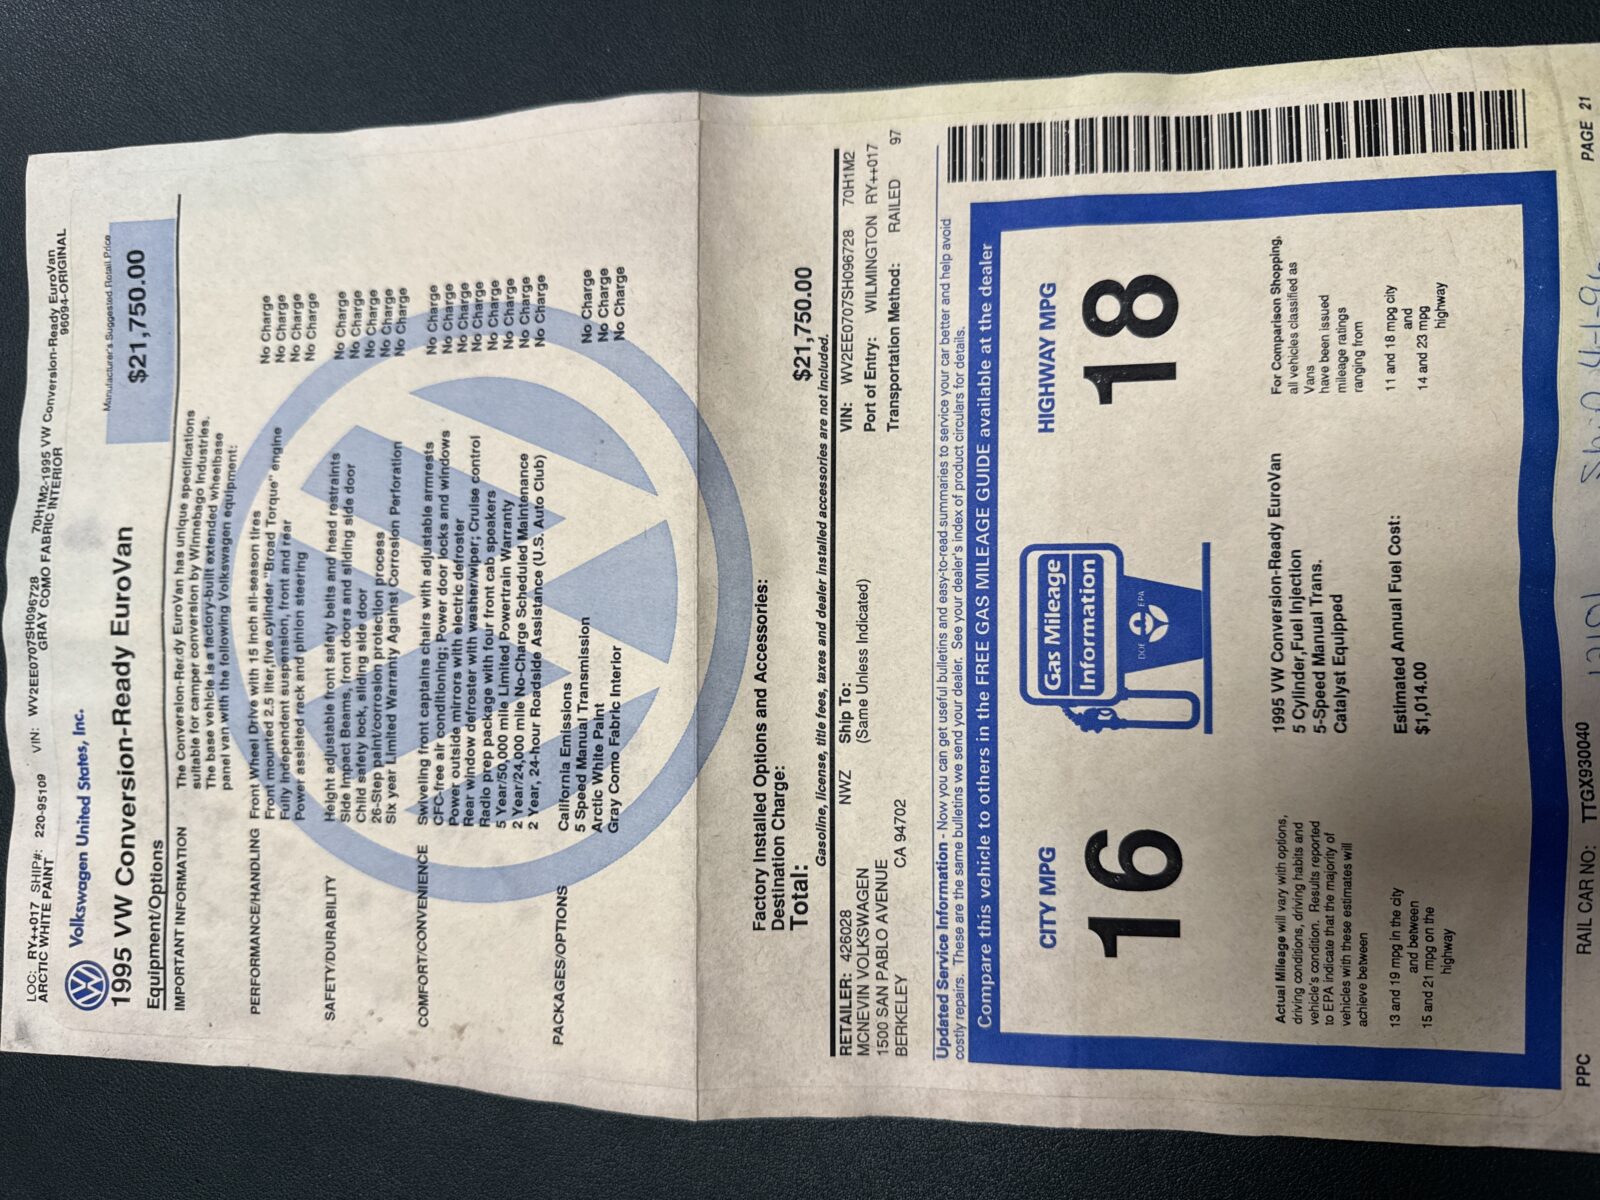 LOC: RY++017 SHIP#: 220-95109 VIN: WV2EE0707SH096728 70H1M2-1995 VW Conversion-Ready EuroVan
ARCTIC WHITE PAINT GRAY COMO FABRIC INTERIOR 96094-ORIGINAL
Volkswagen United States, Inc.
1995 VW Conversion-Ready EuroVan
Manufacturer's Suggested Retail Price
$21,750.00
Equipment/Options
IMPORTANT INFORMATION The Conversion-Ready EuroVan has unique specifications
suitable for camper conversion by Winnebago Industries.
The base vehicle is a factory-built extended wheelbase
panel van with the following Volkswagen equipment:
PERFORMANCE/HANDLING Front Wheel Drive with 15 inch all-season tires No Charge
Front mounted 2.5 liter, five cylinder "Broad Torque" engine No Charge
Fully independent suspension, front and rear No Charge
Power assisted rack and pinion steering No Charge
SAFETY/DURABILITY Height adjustable front safety belts and head restraints No Charge
Side Impact Beams, front doors and sliding side door No Charge
Child safety lock, sliding side door No Charge
26-Step paint/corrosion protection process No Charge
Six year Limited Warranty Against Corrosion Perforation No Charge
COMFORT/CONVENIENCE Swiveling front captains chairs with adjustable armrests No Charge
CFC-free air conditioning; Power door locks and windows No Charge
Power outside mirrors with electric defroster No Charge
Rear window defroster with washer/wiper; Cruise control No Charge
Radio prep package with four front cab speakers No Charge
5 Year/50,000 mile Limited Powertrain Warranty No Charge
2 Year/24,000 mile No-Charge Scheduled Maintenance No Charge
2 Year, 24-hour Roadside Assistance (U.S. Auto Club) No Charge
PACKAGES/OPTIONS California Emissions
5 Speed Manual Transmission No Charge
Arctic White Paint No Charge
Gray Como Fabric Interior No Charge
Factory Installed Options and Accessories:
Destination Charge:
Total: $21,750.00
Gasoline, license, title fees, taxes and dealer installed accessories are not included.
RETAILER: 426028 NWZ Ship To: VIN: WV2EE0707SH096728 70H1M2
MCNEVIN VOLKSWAGEN (Same Unless Indicated) Port of Entry: WILMINGTON RY++017
1500 SAN PABLO AVENUE Transportation Method: RAILED 97
BERKELEY CA 94702
Updated Service Information - Now you can get useful bulletins and easy-to-read summaries to service your car better and help avoid
costly repairs. These are the same bulletins we send your dealer. See your dealer's index of product circulars for details.
Compare this vehicle to others in the FREE GAS MILEAGE GUIDE available at the dealer
CITY MPG
16
Gas Mileage
Information
DOE EPA
HIGHWAY MPG
18
Actual Mileage will vary with options,
driving conditions, driving habits and
vehicle's condition. Results reported
to EPA indicate that the majority of
vehicles with these estimates will
achieve between
13 and 19 mpg in the city
and between
15 and 21 mpg on the
highway
1995 VW Conversion-Ready EuroVan
5 Cylinder, Fuel Injection
5-Speed Manual Trans.
Catalyst Equipped
Estimated Annual Fuel Cost:
$1,014.00
For Comparison Shopping,
all vehicles classified as
Vans
have been issued
mileage ratings
ranging from
11 and 18 mpg city
and
14 and 23 mpg
highway
PPC RAIL CAR NO: TTGX930040 PAGE 21